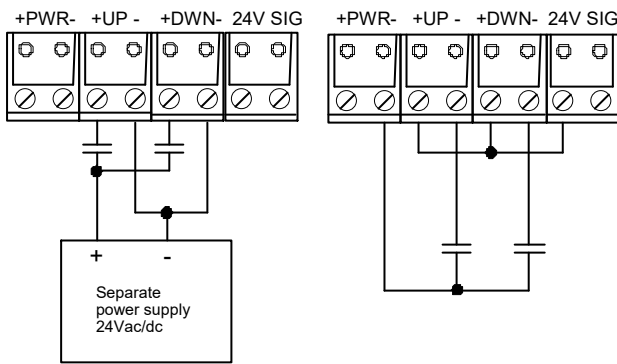 +PWR- +UP - +DWN- 24V SIG
+PWR- +UP - +DWN- 24V SIG
+ -
Separate
power supply
24Vac/dc